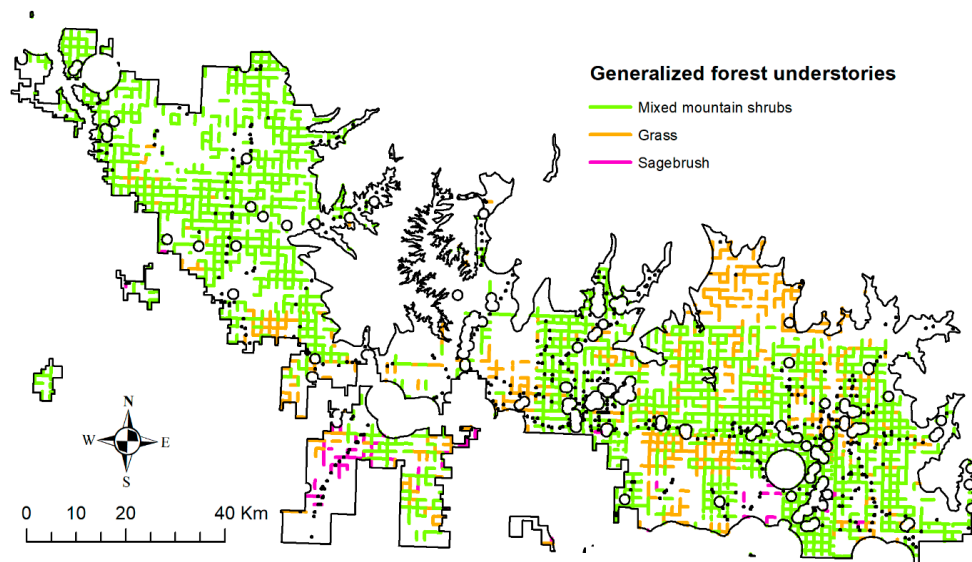 Generalized forest understories
Mixed mountain shrubs
Grass
Sagebrush
N
W E
S
0 10 20 40 Km